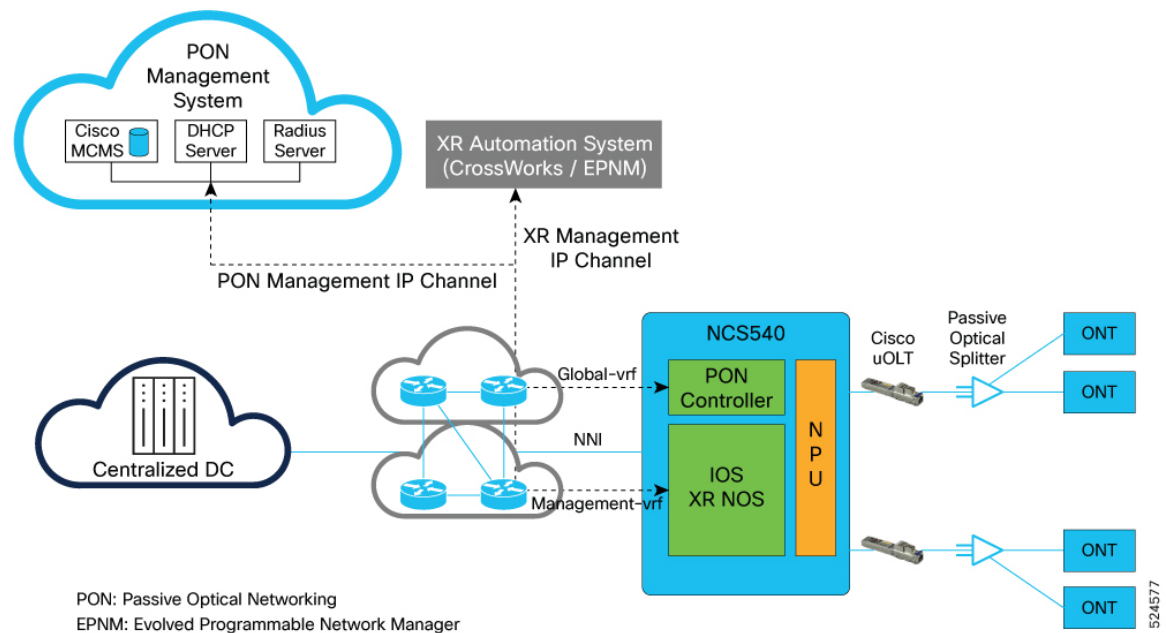 PON
Management
System
Cisco
MCMS
DHCP
Server
Radius
Server
XR Automation System
(CrossWorks / EPNM)
XR Management
IP Channel
PON Management IP Channel
NCS540
Cisco
uOLT
Passive
Optical
Splitter
ONT
Global-vrf
PON
Controller
ONT
NNI
N
P
U
Centralized DC
IOS
XR NOS
Management-vrf
ONT
ONT
PON: Passive Optical Networking
EPNM: Evolved Programmable Network Manager
524577